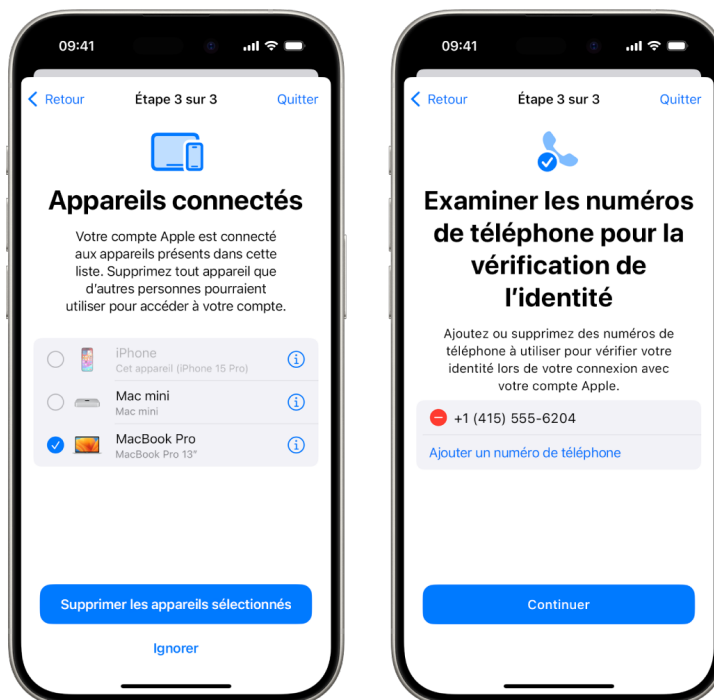 09:41
Retour
Étape 3 sur 3
Quitter
Appareils connectés
Votre compte Apple est connecté
aux appareils présents dans cette
liste. Supprimez tout appareil que
d'autres personnes pourraient
utiliser pour accéder à votre compte.
iPhone
Cet appareil (iPhone 15 Pro)
Mac mini
Mac mini
MacBook Pro
MacBook Pro 13"
Supprimer les appareils sélectionnés
Ignorer
09:41
Retour
Étape 3 sur 3
Quitter
Examiner les numéros
de téléphone pour la
vérification de
l'identité
Ajoutez ou supprimez des numéros de
téléphone à utiliser pour vérifier votre
identité lors de votre connexion avec
votre compte Apple.
+1 (415) 555-6204
Ajouter un numéro de téléphone
Continuer